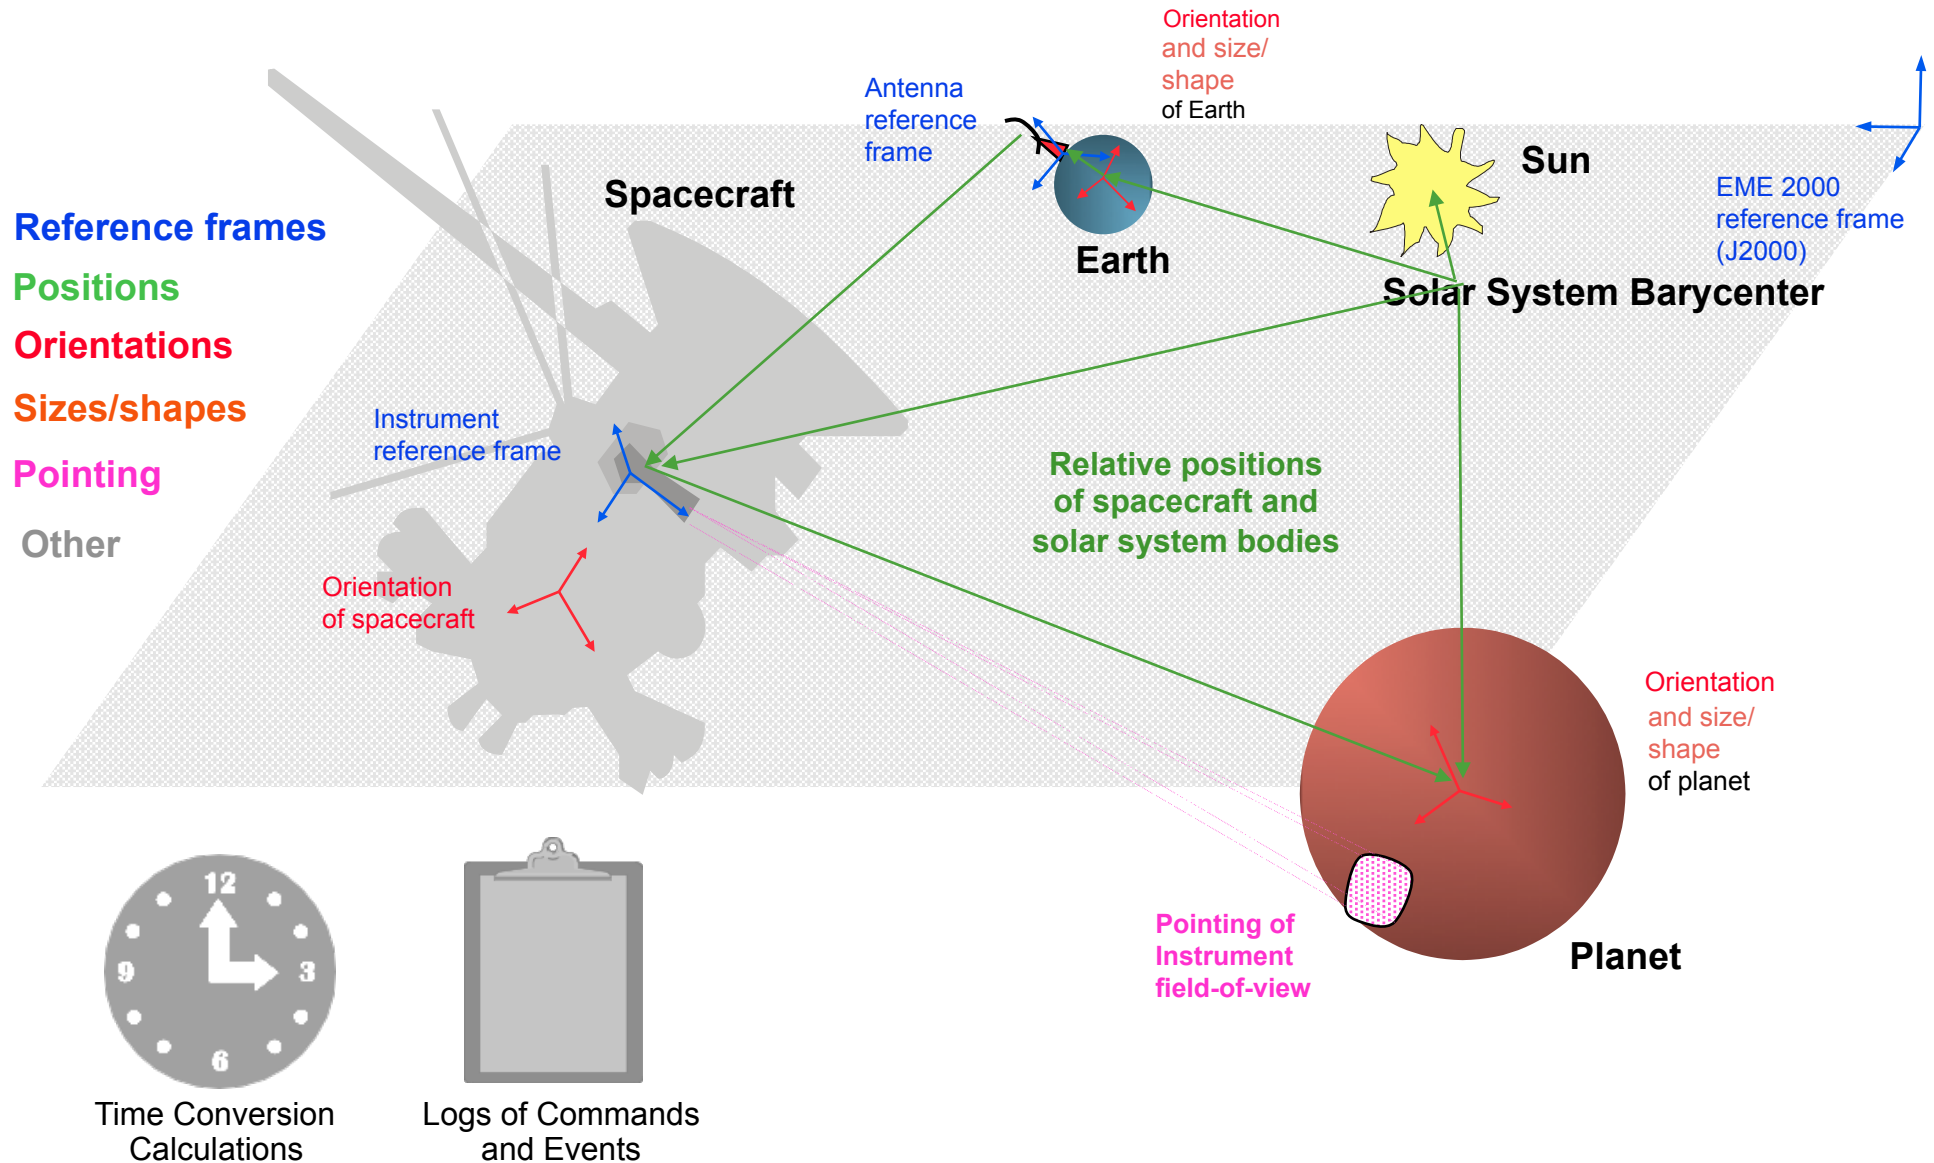 Orientation
and size/
shape
of Earth
Antenna
reference
frame
Sun
Spacecraft
EME 2000
reference frame
(J2000)
Reference frames
Earth
Positions
Solar System Barycenter
Orientations
Sizes/shapes
Instrument
reference frame
Pointing
Relative positions
of spacecraft and
solar system bodies
Other
Orientation
of spacecraft
Orientation
and size/
shape
of planet
12
9
3
6
Pointing of
Instrument
field-of-view
Planet
Time Conversion
Calculations
Logs of Commands
and Events